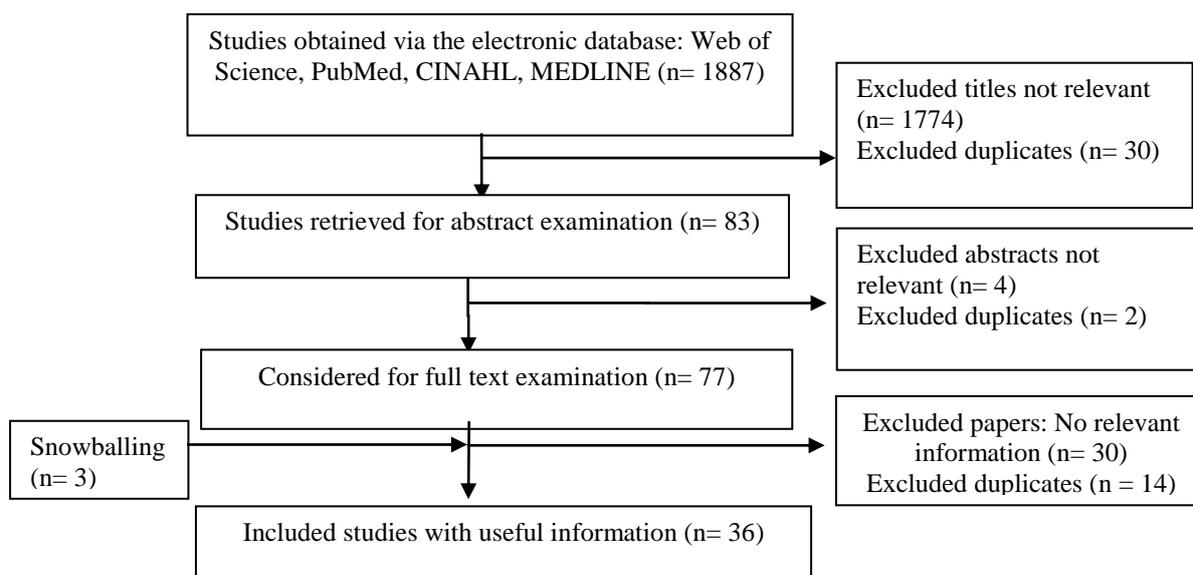 Studies obtained via the electronic database: Web of
Science, PubMed, CINAHL, MEDLINE (n= 1887)
Excluded titles not relevant
(n= 1774)
Excluded duplicates (n= 30)
Studies retrieved for abstract examination (n= 83)
Excluded abstracts not
relevant (n= 4)
Excluded duplicates (n= 2)
Considered for full text examination (n= 77)
Snowballing
(n= 3)
Excluded papers: No relevant
information (n= 30)
Excluded duplicates (n = 14)
Included studies with useful information (n= 36)